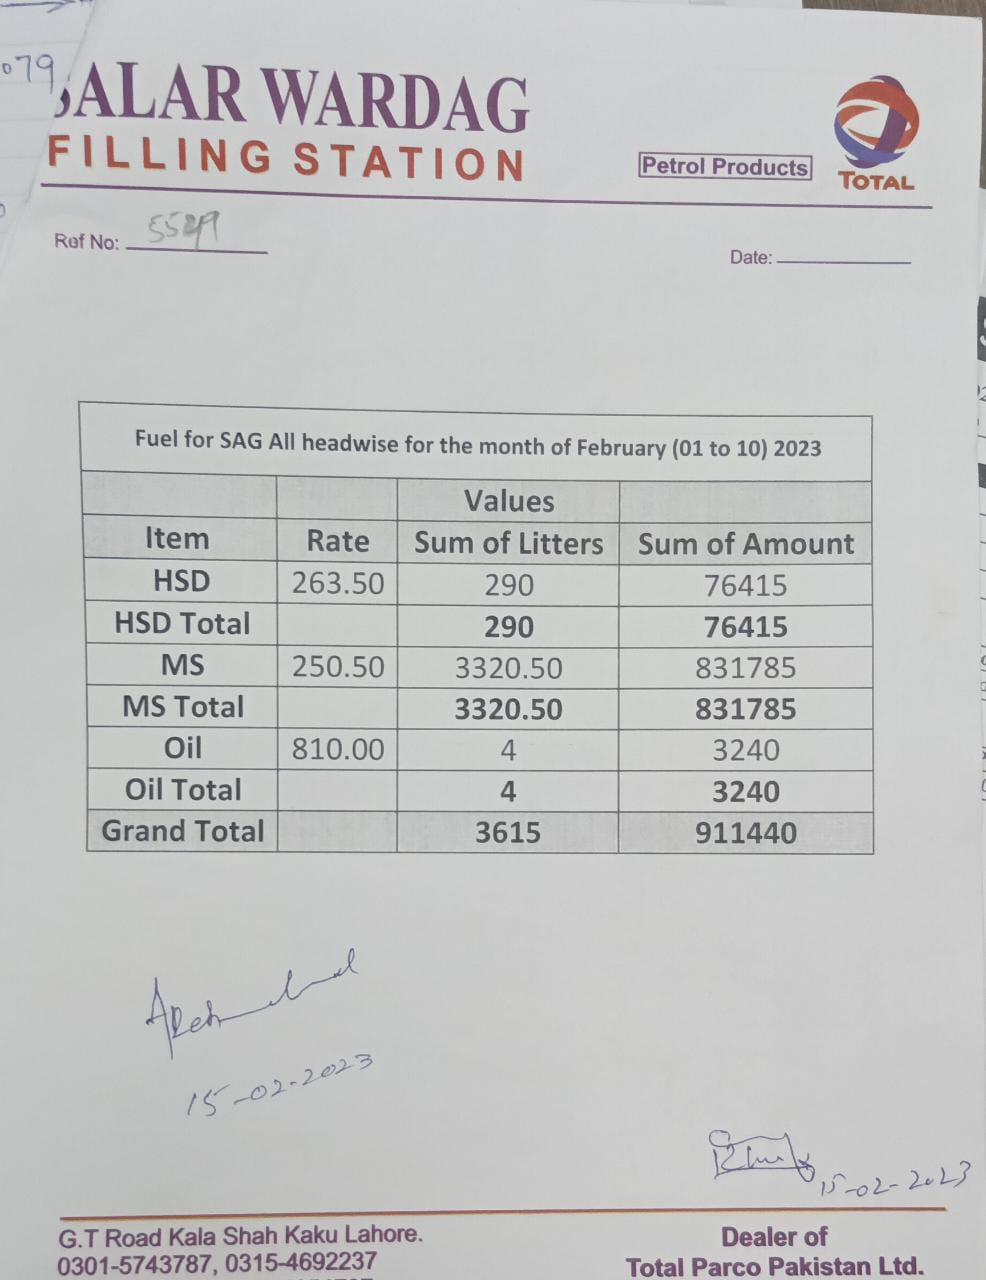 079
SALAR WARDAG
FILLING STATION
Petrol Products
TOTAL
Ref No: 5549
Date:
Fuel for SAG All headwise for the month of February (01 to 10) 2023
Values
Item Rate Sum of Litters Sum of Amount
HSD 263.50 290 76415
HSD Total 290 76415
MS 250.50 3320.50 831785
MS Total 3320.50 831785
Oil 810.00 4 3240
Oil Total 4 3240
Grand Total 3615 911440
15-02-2023
15-02-2023
G.T Road Kala Shah Kaku Lahore.
0301-5743787, 0315-4692237
Dealer of
Total Parco Pakistan Ltd.